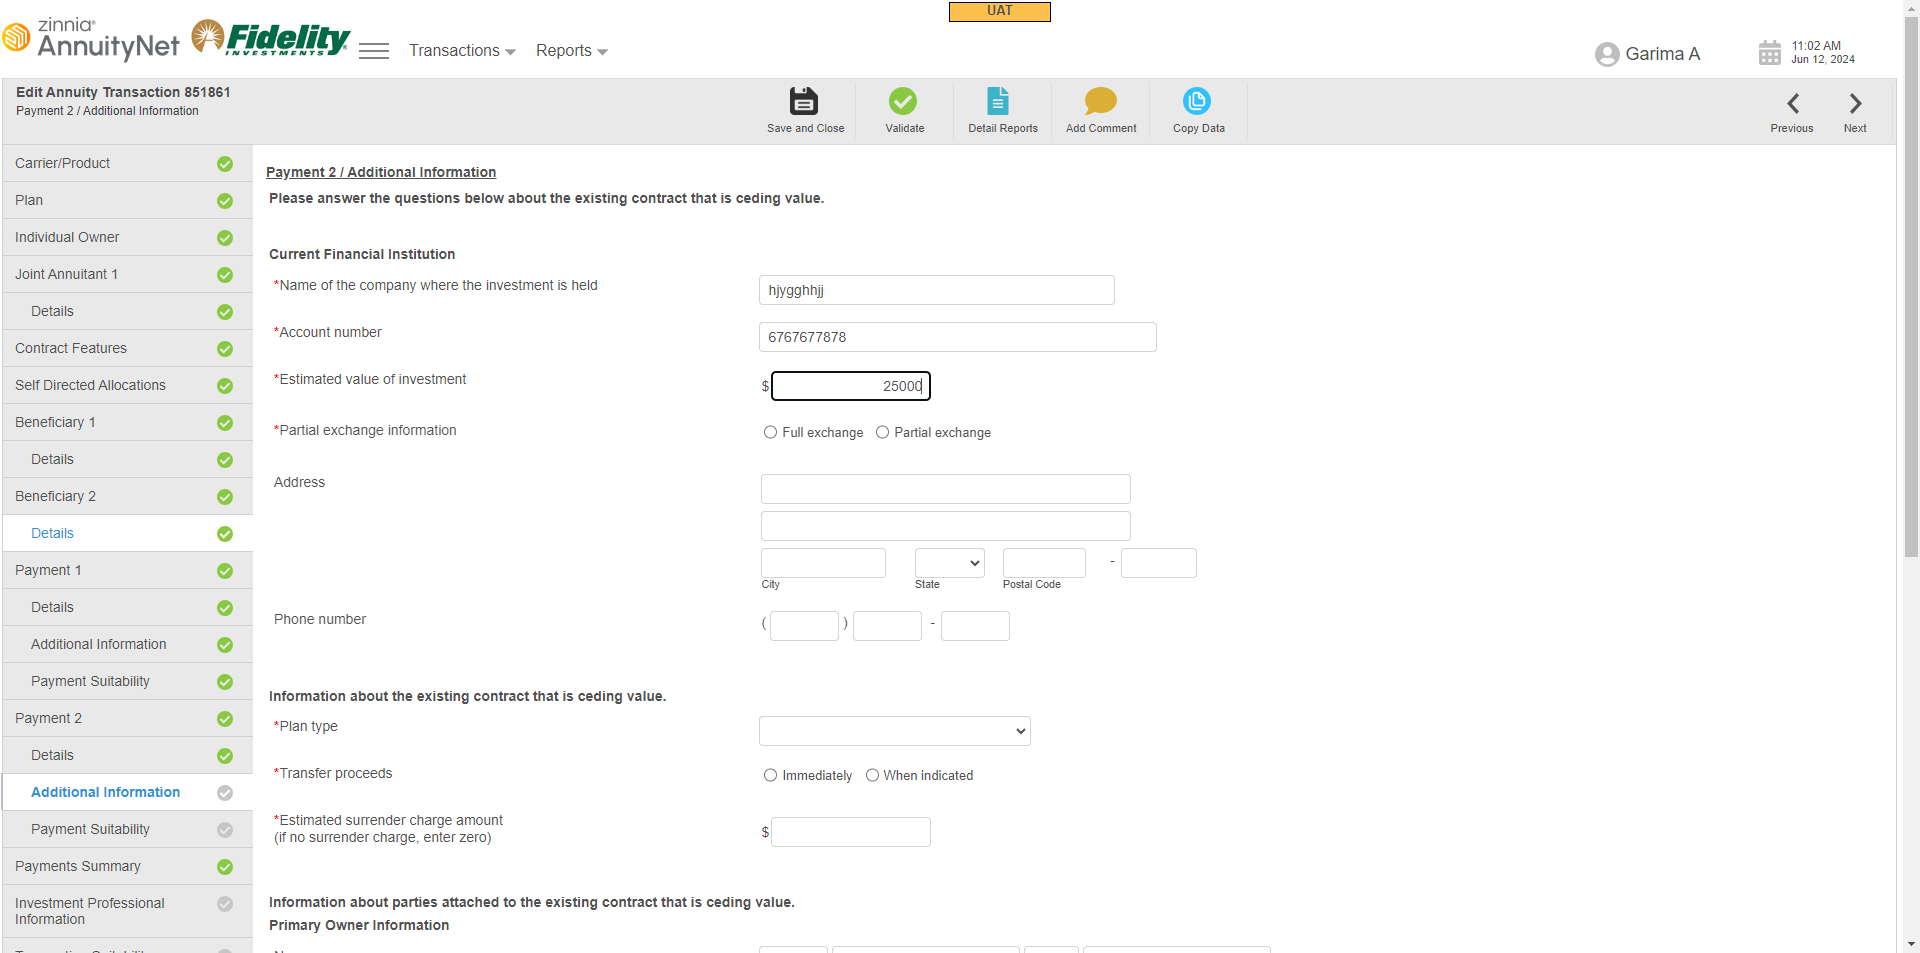 UAT
zinnia
AnnuityNet
Fidelity
INVESTMENTS
Transactions
Reports
Garima A
11:02 AM
Jun 12, 2024
Edit Annuity Transaction 851861
Payment 2 / Additional Information
Save and Close
Validate
Detail Reports
Add Comment
Copy Data
Previous
Next
Carrier/Product
Plan
Individual Owner
Joint Annuitant 1
Details
Contract Features
Self Directed Allocations
Beneficiary 1
Details
Beneficiary 2
Details
Payment 1
Details
Additional Information
Payment Suitability
Payment 2
Details
Additional Information
Payment Suitability
Payments Summary
Investment Professional
Information
Payment 2 / Additional Information
Please answer the questions below about the existing contract that is ceding value.
Current Financial Institution
*Name of the company where the investment is held
hjygghhjj
*Account number
6767677878
*Estimated value of investment
$ 25000
*Partial exchange information
Full exchange Partial exchange
Address
-
City State Postal Code
Phone number
( ) -
Information about the existing contract that is ceding value.
*Plan type
*Transfer proceeds
Immediately When indicated
*Estimated surrender charge amount
(if no surrender charge, enter zero)
$
Information about parties attached to the existing contract that is ceding value.
Primary Owner Information